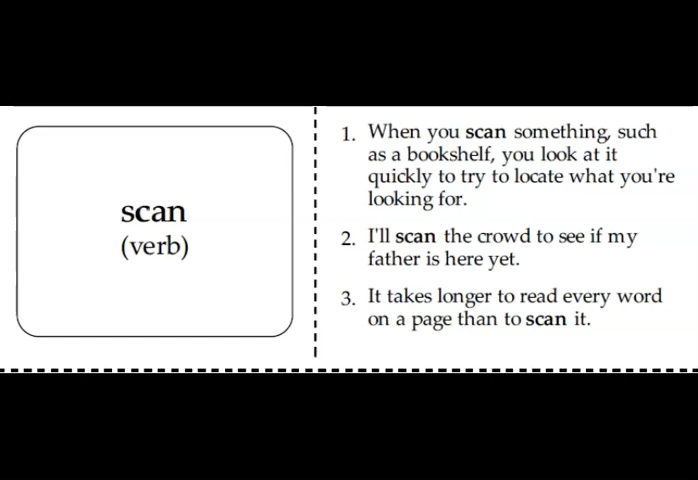 scan
(verb)
1. When you scan something, such
as a bookshelf, you look at it
quickly to try to locate what you're
looking for.
2. I'll scan the crowd to see if my
father is here yet.
3. It takes longer to read every word
on a page than to scan it.